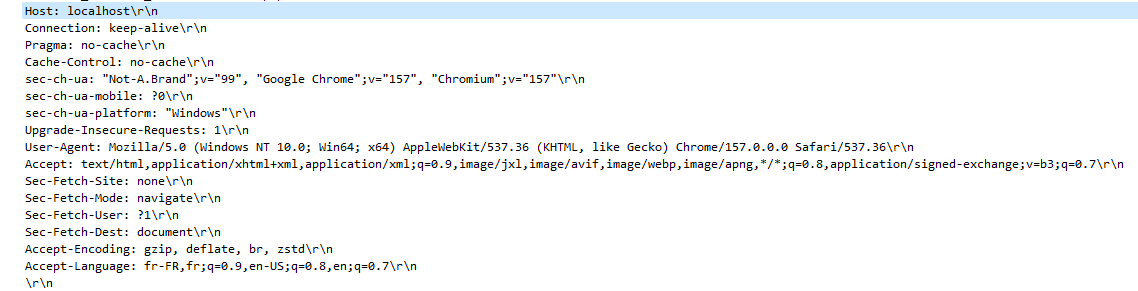 Host: localhost\r\n
Connection: keep-alive\r\n
Pragma: no-cache\r\n
Cache-Control: no-cache\r\n
sec-ch-ua: "Not-A.Brand";v="99", "Google Chrome";v="157", "Chromium";v="157"\r\n
sec-ch-ua-mobile: ?0\r\n
sec-ch-ua-platform: "Windows"\r\n
Upgrade-Insecure-Requests: 1\r\n
User-Agent: Mozilla/5.0 (Windows NT 10.0; Win64; x64) AppleWebKit/537.36 (KHTML, like Gecko) Chrome/157.0.0.0 Safari/537.36\r\n
Accept: text/html,application/xhtml+xml,application/xml;q=0.9,image/jxl,image/avif,image/webp,image/apng,*/*;q=0.8,application/signed-exchange;v=b3;q=0.7\r\n
Sec-Fetch-Site: none\r\n
Sec-Fetch-Mode: navigate\r\n
Sec-Fetch-User: ?1\r\n
Sec-Fetch-Dest: document\r\n
Accept-Encoding: gzip, deflate, br, zstd\r\n
Accept-Language: fr-FR,fr;q=0.9,en-US;q=0.8,en;q=0.7\r\n
\r\n